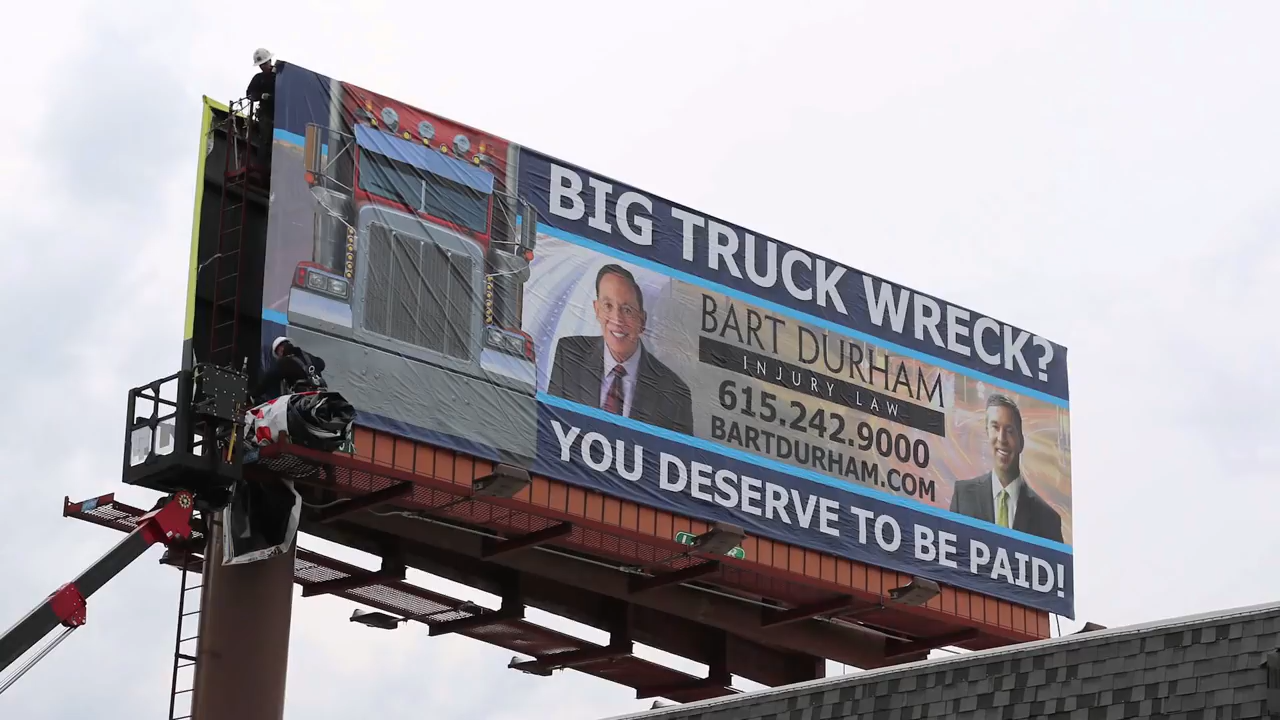 BIG TRUCK WRECK?
BART DURHAM
INJURY LAW
615.242.9000
BARTDURHAM.COM
YOU DESERVE TO BE PAID!